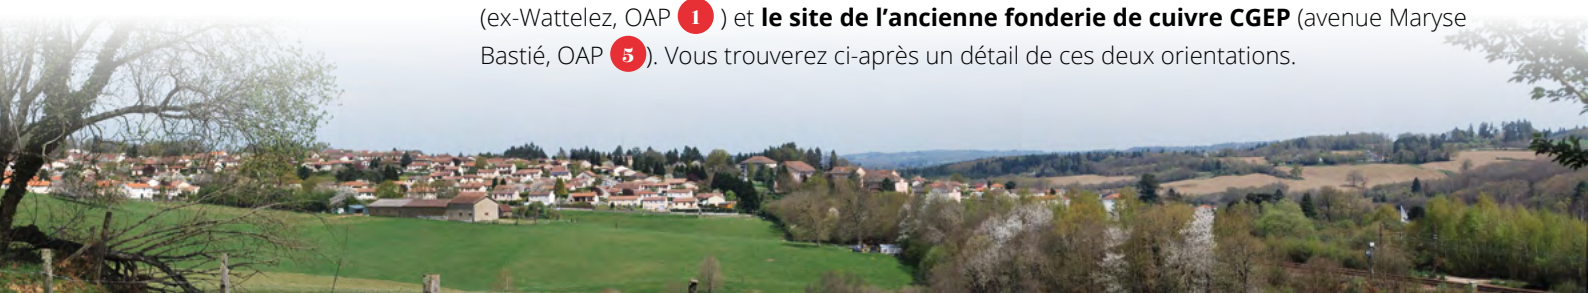 (ex-Wattelez, OAP 1 ) et le site de l’ancienne fonderie de cuivre CGEP (avenue Maryse
Bastié, OAP 5 ). Vous trouverez ci-après un détail de ces deux orientations.